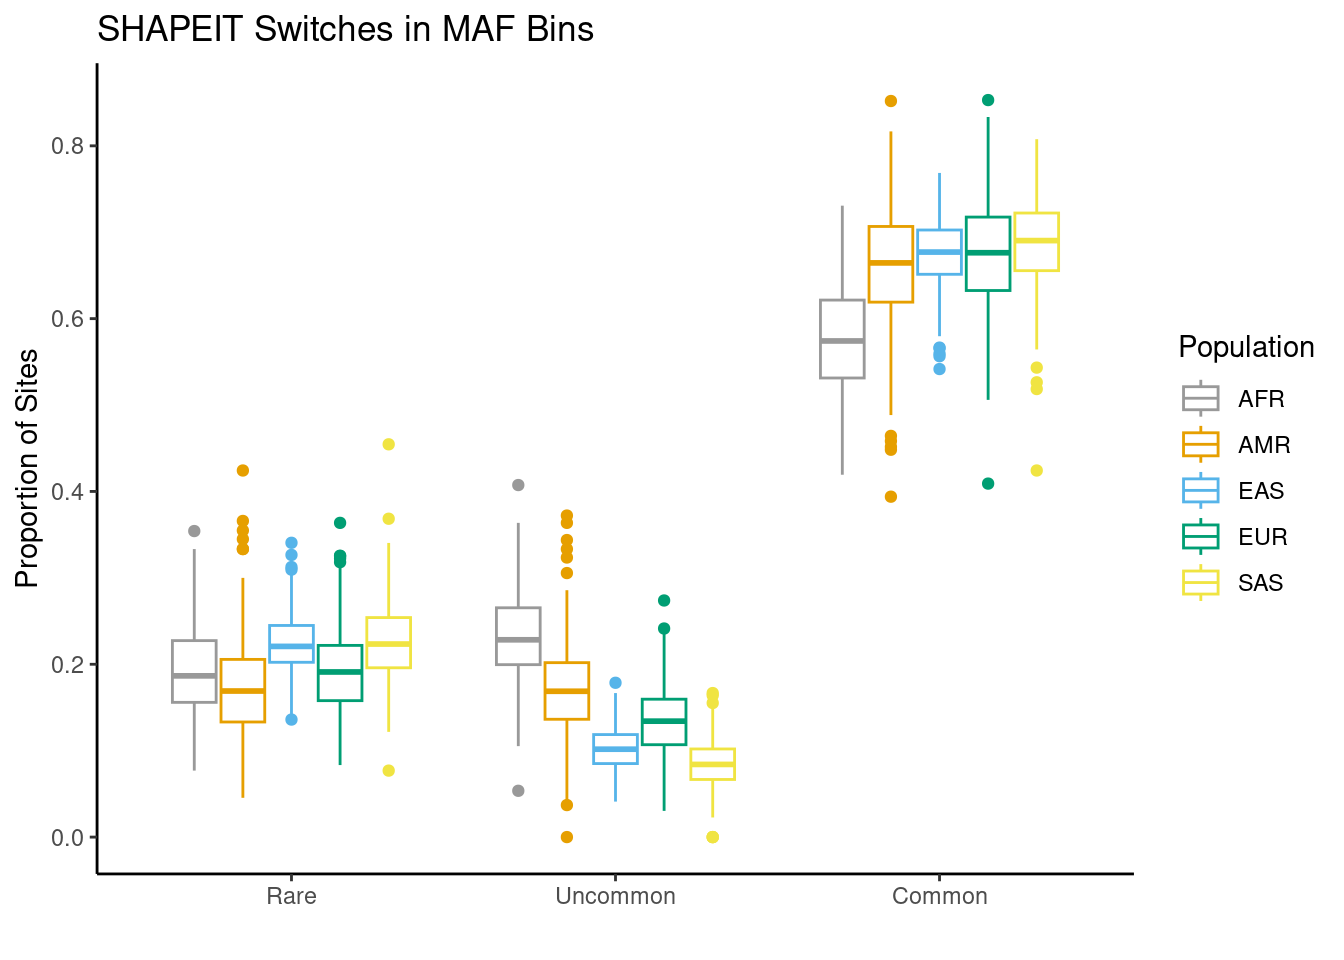 SHAPEIT Switches in MAF Bins
Proportion of Sites
0.8
0.6
0.4
0.2
0.0
Rare
Uncommon
Common
Population
AFR
AMR
EAS
EUR
SAS